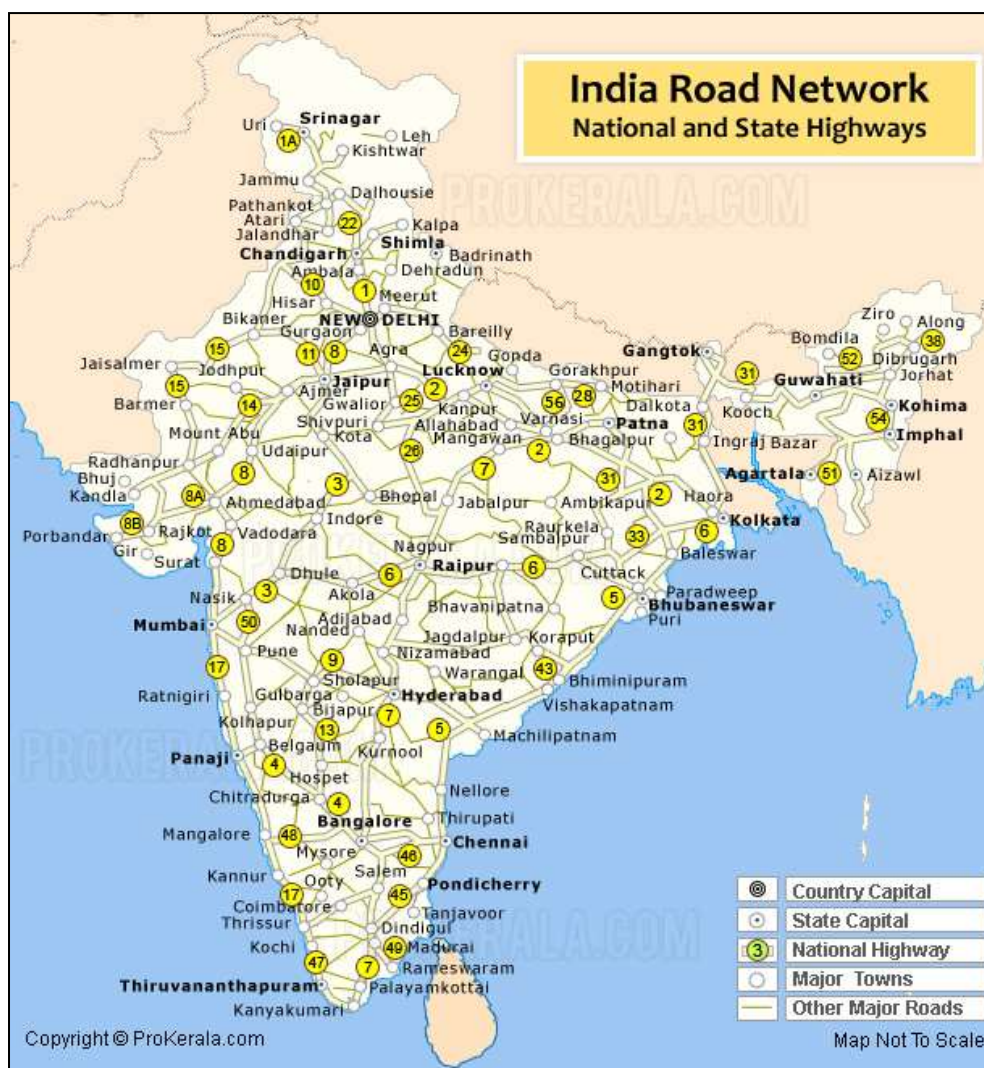 India Road Network
National and State Highways
PROKERALA.COM
Uri
Srinagar
1A
Leh
Kishtwar
Jammu
Dalhousie
Pathankot
Atari
22
Kalpa
Jalandhar
Shimla
Chandigarh
Badrinath
Ambala
Dehradun
10
1
Hisar
Meerut
NEW DELHI
Bikaner
Gurgaon
Bareilly
Ziro
Along
Bomdila
38
15
11
8
Agra
24
Gonda
Gangtok
52
Dibrugarh
Jaisalmer
Jodhpur
Lucknow
Gorakhpur
31
Guwahati
Jorhat
15
Ajmer
Jaipur
2
Motihari
Barmer
14
Gwalior
25
Kanpur
56
28
Dalkota
Kooch
Kohima
Shivpuri
Allahabad
Varnasi
Patna
31
54
Mount Abu
Kota
26
Mangawan
2
Bhagalpur
Ingraj Bazar
Imphal
Radhanpur
Udaipur
7
Agartala
51
Aizawl
Bhuj
8
3
31
Kandla
8A
Ahmedabad
Bhopal
Jabalpur
Ambikapur
2
Haora
8B
Rajkot
Vadodara
Indore
Raurkela
Kolkata
Porbandar
Gir
8
Nagpur
Sambalpur
33
6
Surat
Dhule
6
Raipur
6
Baleswar
Nasik
3
Akola
Cuttack
Paradweep
Adilabad
Bhavanipatna
5
Bhubaneswar
Mumbai
50
Nanded
Puri
Pune
Jagdalpur
Koraput
17
9
Nizamabad
Warangal
43
Sholapur
Bhiminipuram
Ratnigiri
Gulbarga
Hyderabad
Vishakapatnam
Kolhapur
Bijapur
7
PROKERALA.COM
13
5
Machilipatnam
Belgaum
Kurnool
Panaji
4
Hospet
Nellore
Chitradurga
4
Thirupati
Bangalore
Mangalore
48
Chennai
Mysore
46
Kannur
Ooty
Salem
Pondicherry
17
45
Coimbatore
Tanjavoor
Thrissur
Dindigul
PROKERALA.COM
Kochi
49
Madurai
47
7
Rameswaram
Thiruvananthapuram
Palayamkottai
Kanyakumari
Country Capital
State Capital
3
National Highway
Major Towns
Other Major Roads
Copyright © ProKerala.com
Map Not To Scale